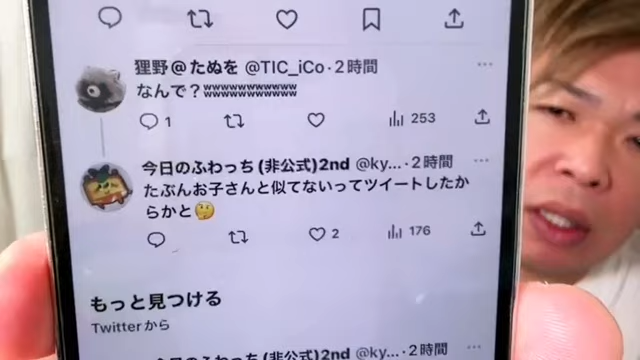 狸野@たぬを @TIC_iCo·2時間
なんで？wwwwwwwwwww
1
253
今日のふわっち(非公式)2nd @ky...·2時間
たぶんお子さんと似てないってツイートしたか
らかと🤔
2
176
もっと見つける
Twitterから
今日のふわっち(非公式)2nd @ky...·2時間